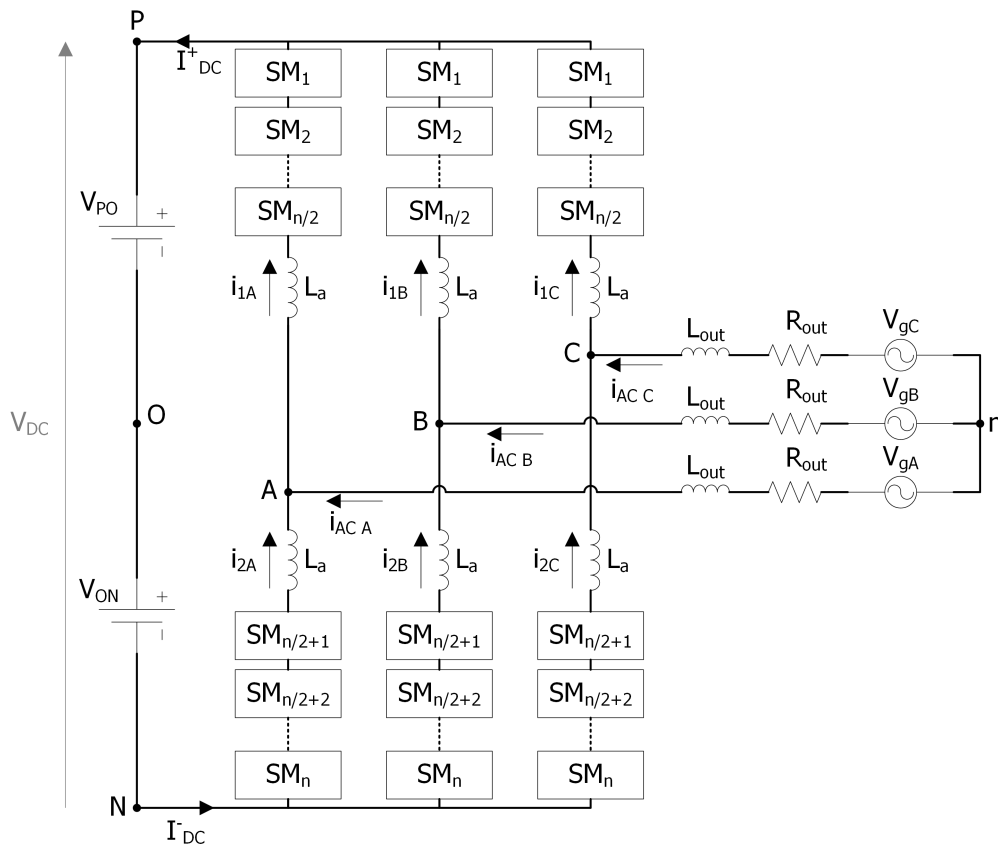 P
I⁺DC
SM₁ SM₁ SM₁
SM₂ SM₂ SM₂
SMn/2 SMn/2 SMn/2
VPO + –
i1A La i1B La i1C La
C Lout Rout VgC
iAC C
VDC O B Lout Rout VgB n
iAC B
A Lout Rout VgA
iAC A
i2A La i2B La i2C La
VON + –
SMn/2+1 SMn/2+1 SMn/2+1
SMn/2+2 SMn/2+2 SMn/2+2
SMn SMn SMn
N
I⁻DC